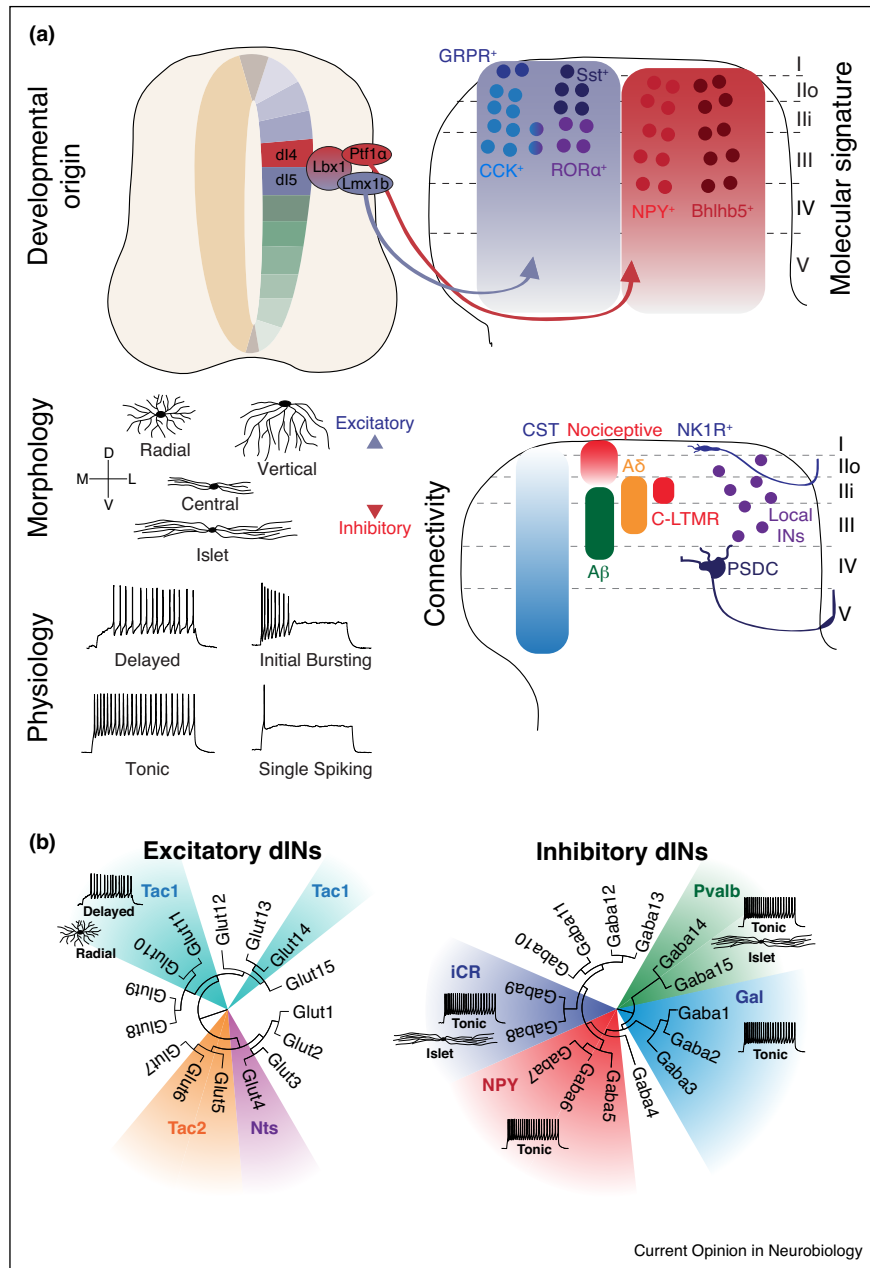 (a)
Developmental
origin
dI4
dI5
Lbx1
Ptf1α
Lmx1b
GRPR+
Sst+
CCK+
RORα+
NPY+
Bhlhb5+
I
IIo
IIi
III
IV
V
Molecular signature
Morphology
Radial
Vertical
D
M
L
V
Central
Islet
Excitatory
Inhibitory
Physiology
Delayed
Initial Bursting
Tonic
Single Spiking
Connectivity
CST
Nociceptive
NK1R+
Aδ
C-LTMR
Aβ
Local
INs
PSDC
I
IIo
IIi
III
IV
V
(b)
Excitatory dINs
Delayed
Radial
Tac1
Tac1
Glut12
Glut13
Glut14
Glut15
Glut1
Glut2
Glut3
Glut4
Glut5
Glut6
Glut7
Glut8
Glut9
Glut10
Glut11
Tac2
Nts
Inhibitory dINs
Pvalb
Tonic
Islet
Gaba10
Gaba11
Gaba12
Gaba13
Gaba14
Gaba15
Gal
Tonic
Gaba1
Gaba2
Gaba3
Gaba4
Gaba5
Gaba6
Gaba7
Gaba8
Gaba9
iCR
Tonic
Islet
NPY
Tonic
Current Opinion in Neurobiology